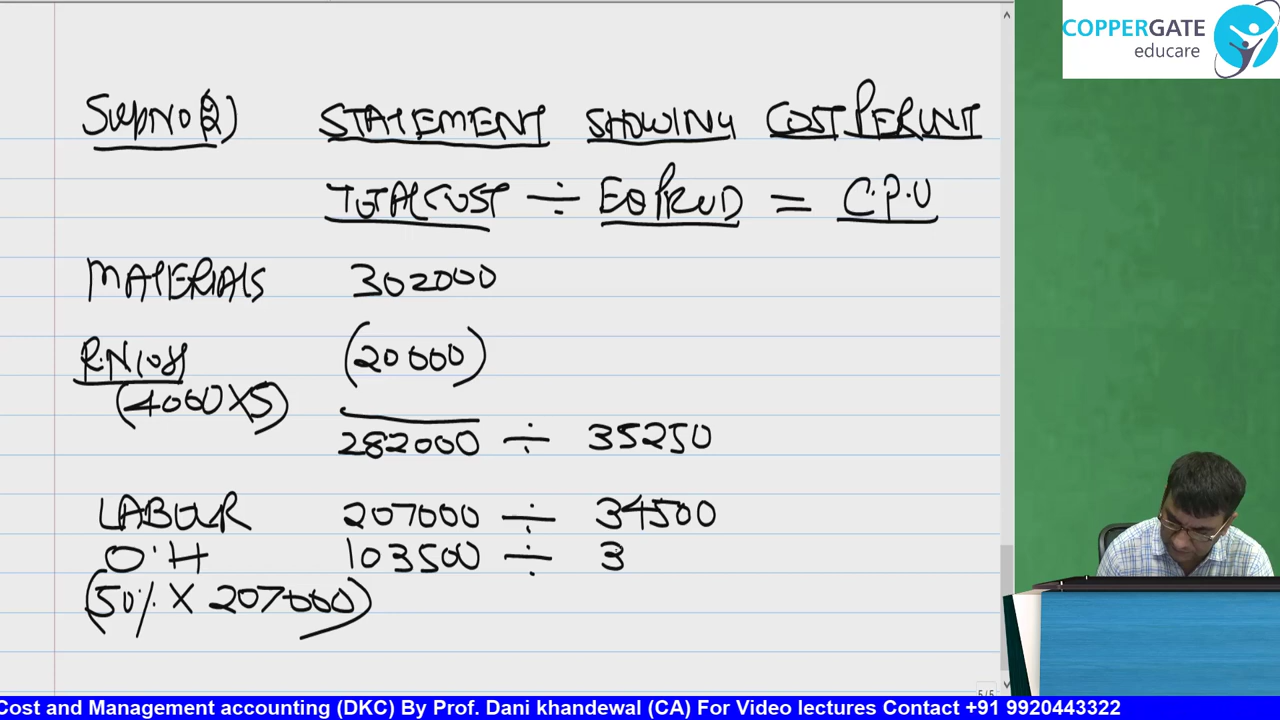 COPPERGATE
educare
STATEMENT SHOWING COST PER UNIT
TOTAL COST ÷ EQ PROD = C.P.U
MATERIALS 302000
(20000)
(4000X5)
282000 ÷ 35250
LABOUR 207000 ÷ 34500
O.H 103500 ÷ 3
(50% X 207000)
5/5
Cost and Management accounting (DKC) By Prof. Dani khandewal (CA) For Video lectures Contact +91 9920443322